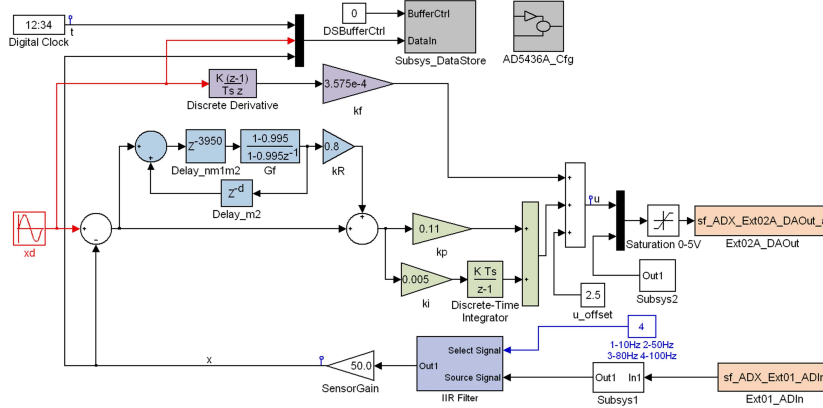 12:34
Digital Clock
t
0
DSBufferCtrl
BufferCtrl
DataIn
Subsys_DataStore
AD5436A_Cfg
K (z-1)
Ts z
Discrete Derivative
3.575e-4
kf
Z-3950
Delay_nm1m2
1-0.995
1-0.995z-1
Gf
0.8
kR
Z-d
Delay_m2
xd
0.11
kp
0.005
ki
K Ts
z-1
Discrete-Time
Integrator
u
2.5
u_offset
Saturation 0-5V
Out1
Subsys2
sf_ADX_Ext02A_DAOut_a
Ext02A_DAOut
x
50.0
SensorGain
Select Signal
Out1
Source Signal
IIR Filter
4
1-10Hz 2-50Hz
3-80Hz 4-100Hz
Out1 In1
Subsys1
sf_ADX_Ext01_ADIn
Ext01_ADIn